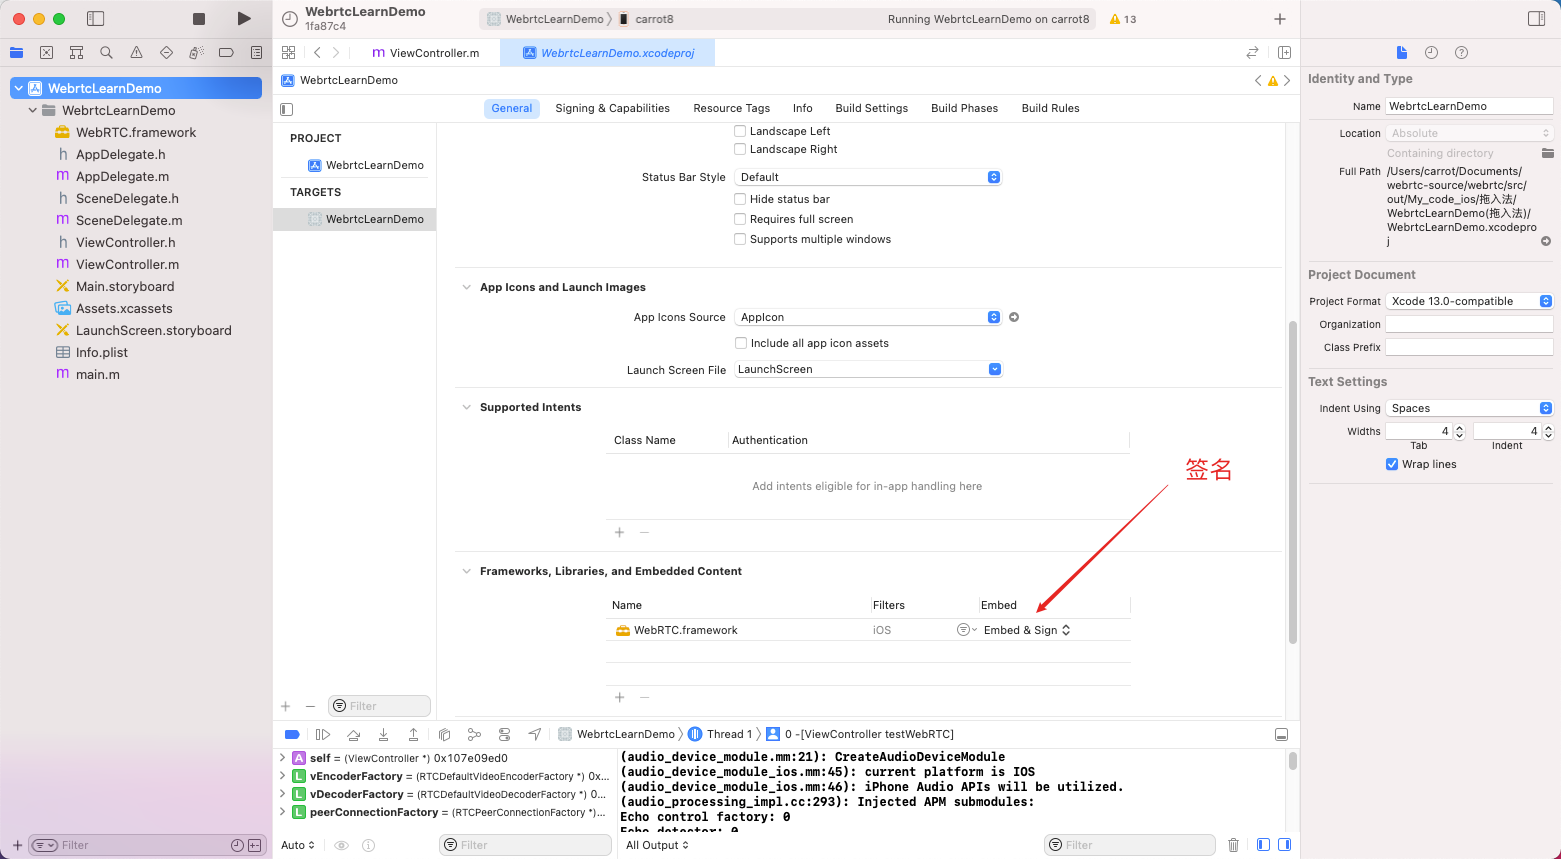 WebrtcLearnDemo
1fa87c4
WebrtcLearnDemo
carrot8
Running WebrtcLearnDemo on carrot8
13
ViewController.m
WebrtcLearnDemo.xcodeproj
WebrtcLearnDemo
WebrtcLearnDemo
WebrtcLearnDemo
WebRTC.framework
AppDelegate.h
AppDelegate.m
SceneDelegate.h
SceneDelegate.m
ViewController.h
ViewController.m
Main.storyboard
Assets.xcassets
LaunchScreen.storyboard
Info.plist
main.m
Filter
General
Signing & Capabilities
Resource Tags
Info
Build Settings
Build Phases
Build Rules
PROJECT
WebrtcLearnDemo
TARGETS
WebrtcLearnDemo
Filter
Landscape Left
Landscape Right
Status Bar Style
Default
Hide status bar
Requires full screen
Supports multiple windows
App Icons and Launch Images
App Icons Source
AppIcon
Include all app icon assets
Launch Screen File
LaunchScreen
Supported Intents
Class Name
Authentication
Add intents eligible for in-app handling here
签名
Frameworks, Libraries, and Embedded Content
Name
Filters
Embed
WebRTC.framework
iOS
Embed & Sign
WebrtcLearnDemo
Thread 1
0 -[ViewController testWebRTC]
A self = (ViewController *) 0x107e09ed0
L vEncoderFactory = (RTCDefaultVideoEncoderFactory *) 0x...
L vDecoderFactory = (RTCDefaultVideoDecoderFactory *) 0...
L peerConnectionFactory = (RTCPeerConnectionFactory *)...
Auto
Filter
(audio_device_module.mm:21): CreateAudioDeviceModule
(audio_device_module_ios.mm:45): current platform is IOS
(audio_device_module_ios.mm:46): iPhone Audio APIs will be utilized.
(audio_processing_impl.cc:293): Injected APM submodules:
Echo control factory: 0
Echo detector: 0
All Output
Filter
Identity and Type
Name
WebrtcLearnDemo
Location
Absolute
Containing directory
Full Path
/Users/carrot/Documents/
webrtc-source/webrtc/src/
out/My_code_ios/拖入法/
WebrtcLearnDemo(拖入法)/
WebrtcLearnDemo.xcodepro
j
Project Document
Project Format
Xcode 13.0-compatible
Organization
Class Prefix
Text Settings
Indent Using
Spaces
Widths
4
4
Tab
Indent
Wrap lines